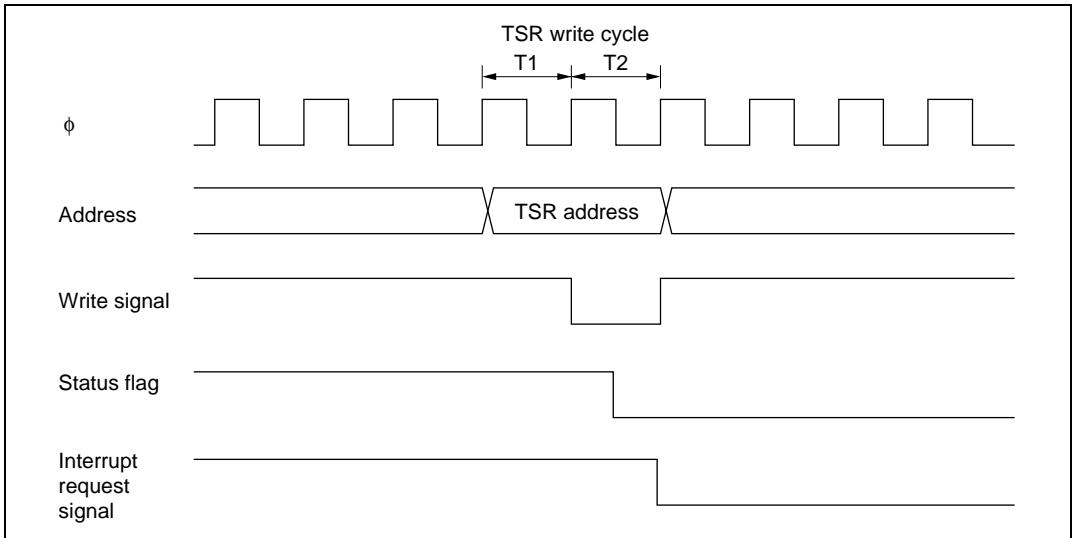 TSR write cycle
T1 T2
ϕ
Address
TSR address
Write signal
Status flag
Interrupt
request
signal